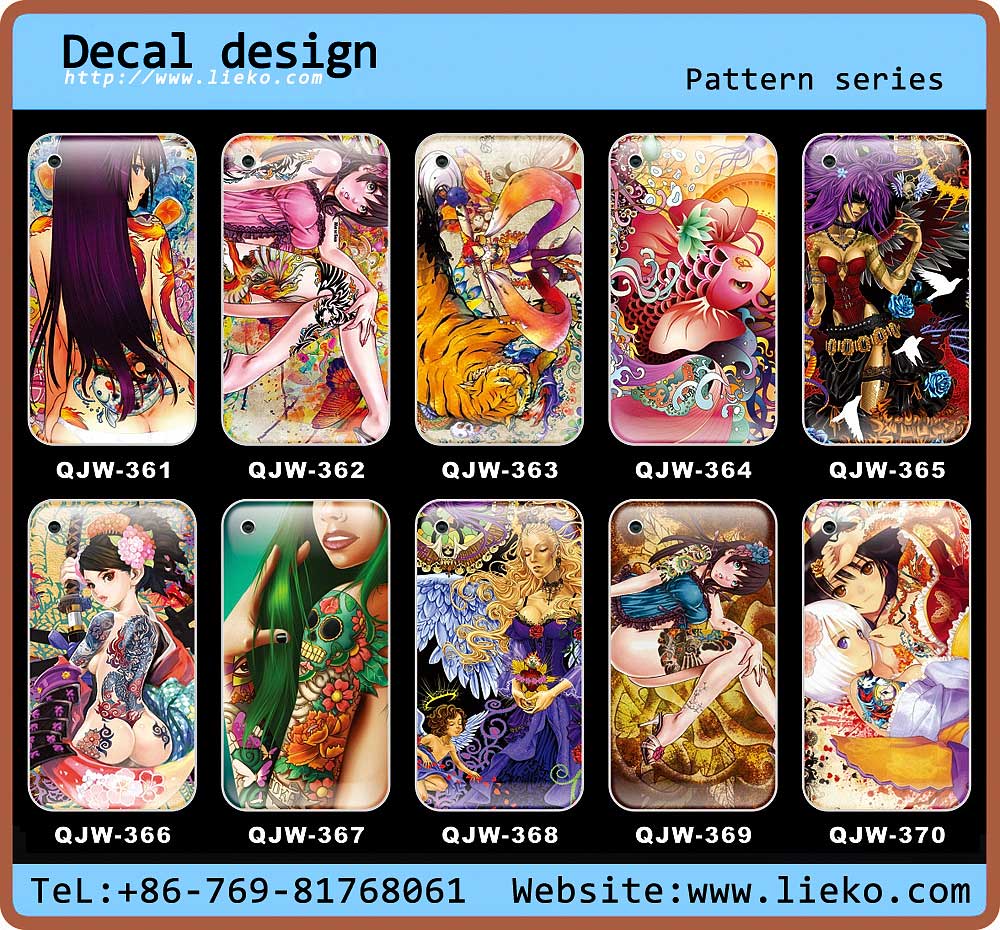 Decal design
http://www.lieko.com
Pattern series
QJW-361 QJW-362 QJW-363 QJW-364 QJW-365
QJW-366 QJW-367 QJW-368 QJW-369 QJW-370
TeL:+86-769-81768061 Website:www.lieko.com